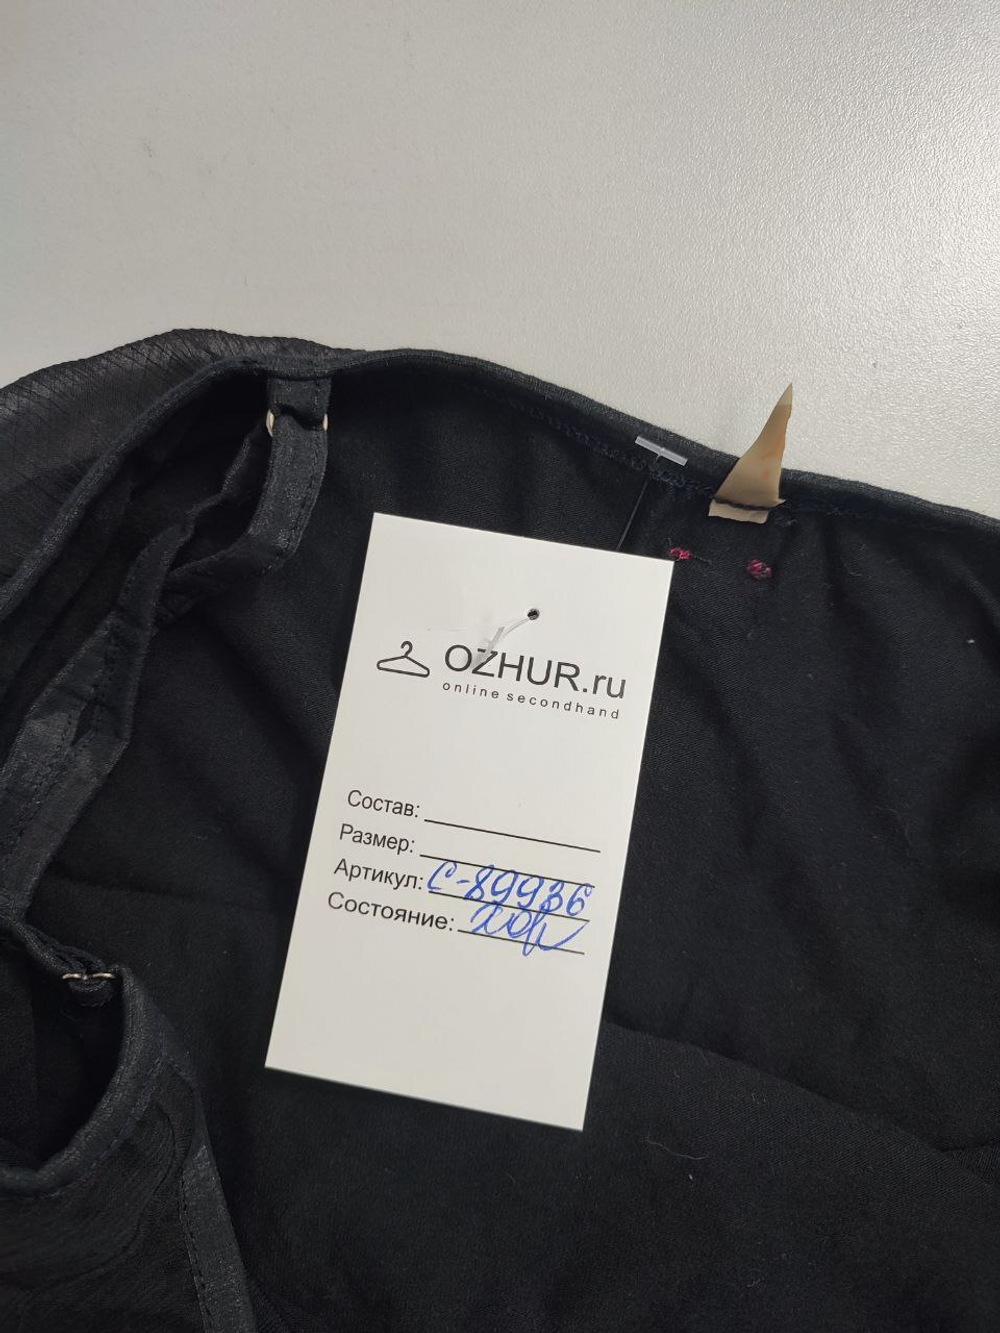 OZHUR.ru
online secondhand
Состав:
Размер:
Артикул: С-89936
Состояние: хор